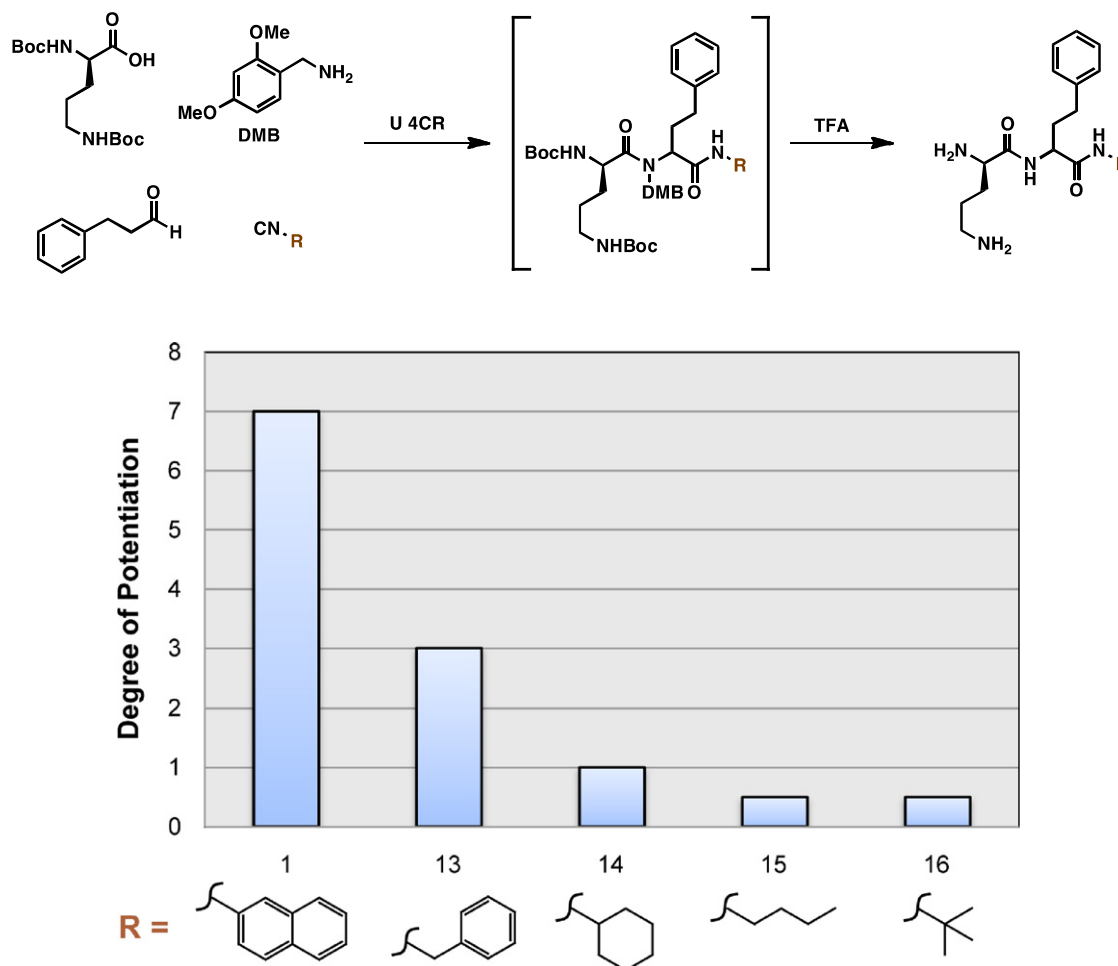 BocHN
O
OH
NHBoc
OMe
MeO
NH2
DMB
U 4CR
O
H
CN
R
BocHN
O
N
DMB
O
H
N
R
NHBoc
TFA
H2N
O
N
H
O
H
N
NH2
Degree of Potentiation
8
7
6
5
4
3
2
1
0
1 13 14 15 16
R =